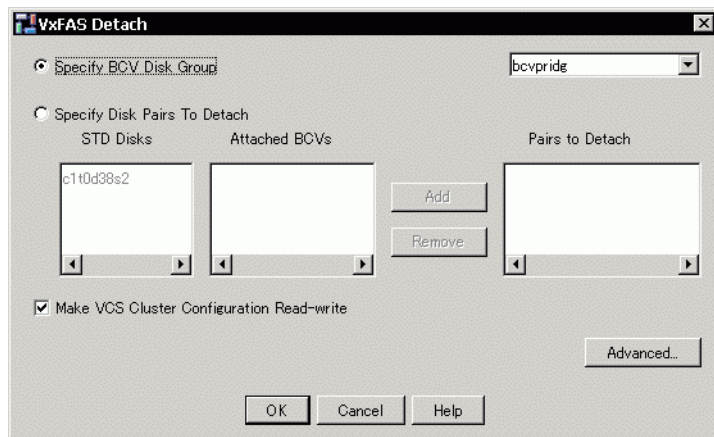 VxFAS Detach
Specify BCV Disk Group
bcvpridg
Specify Disk Pairs To Detach
STD Disks
Attached BCVs
Pairs to Detach
c1t0d38s2
Add
Remove
Make VCS Cluster Configuration Read-write
Advanced...
OK
Cancel
Help